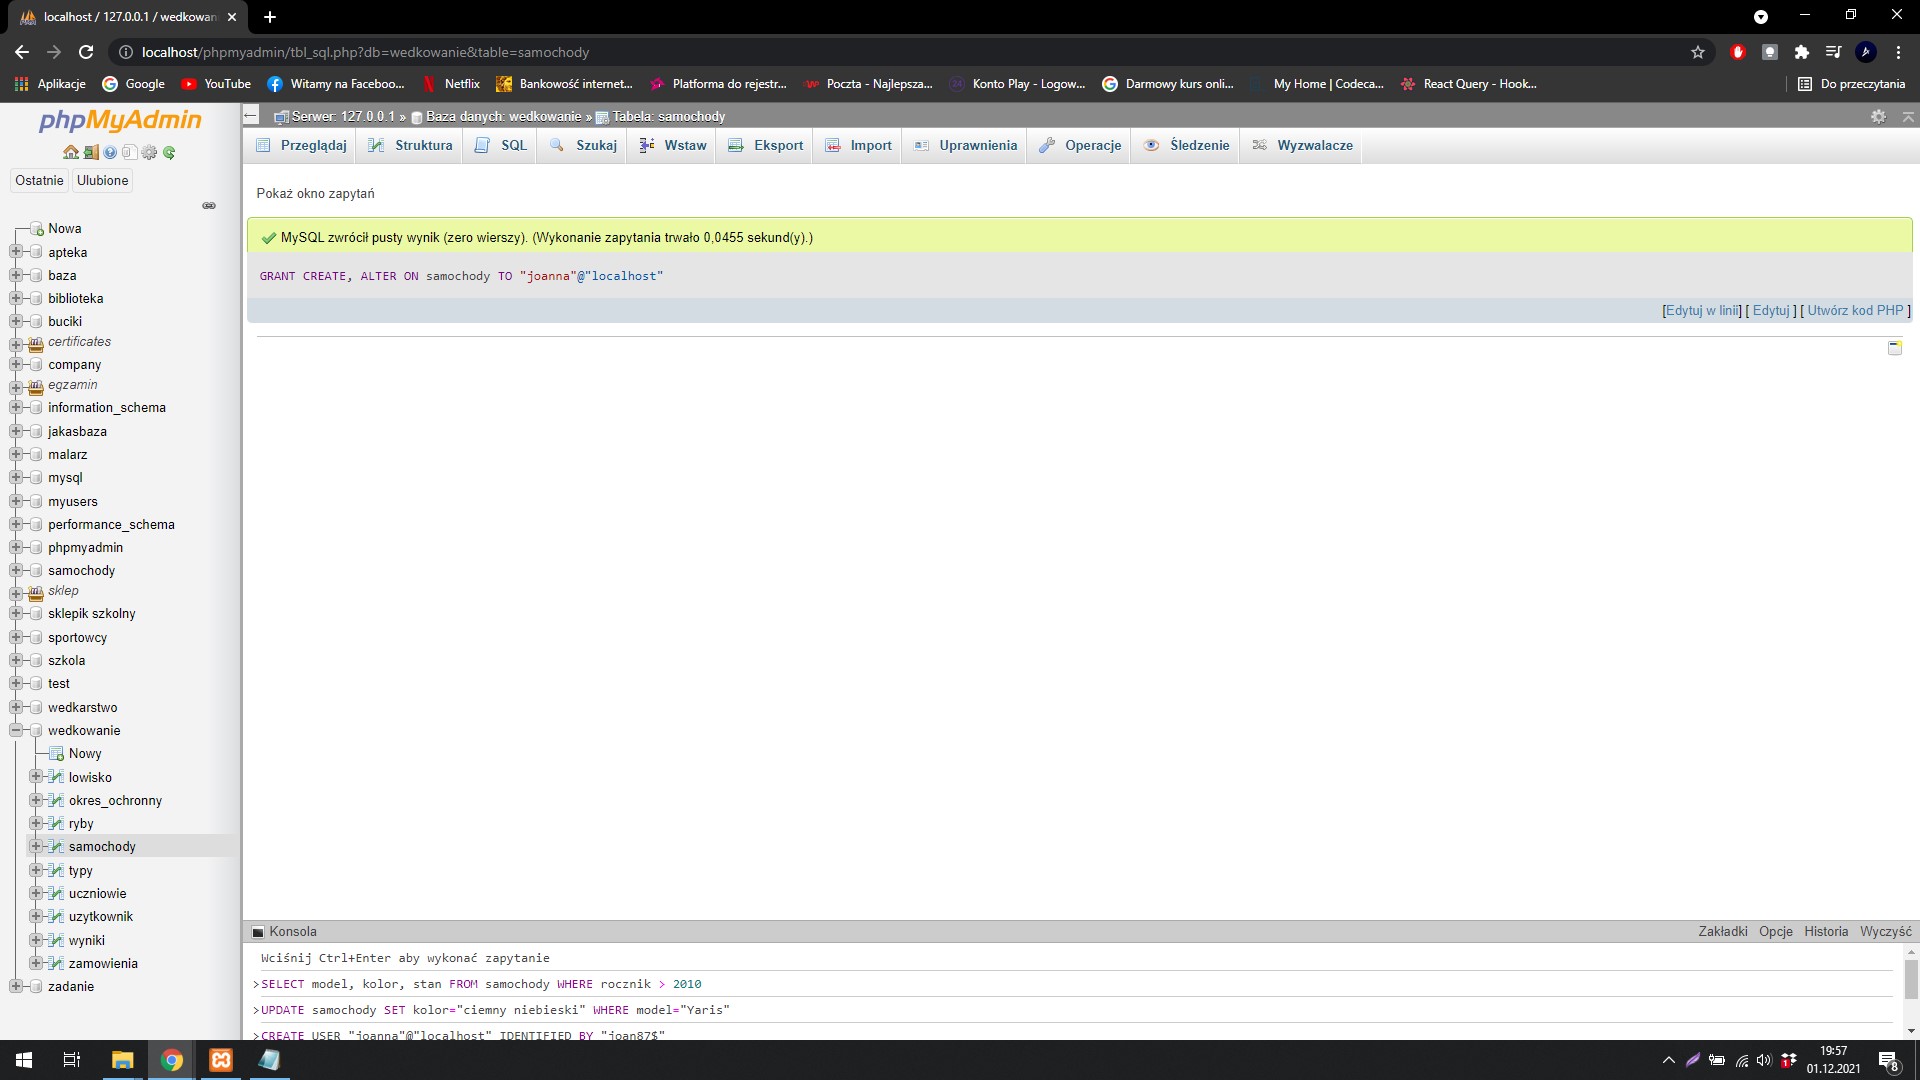 localhost / 127.0.0.1 / wedkowan
localhost/phpmyadmin/tbl_sql.php?db=wedkowanie&table=samochody
Aplikacje Google YouTube Witamy na Faceboo... Netflix Bankowość internet... Platforma do rejestr... Poczta - Najlepsza... Konto Play - Logow... Darmowy kurs onli... My Home | Codeca... React Query - Hook... Do przeczytania
phpMyAdmin
Ostatnie Ulubione
Nowa
apteka
baza
biblioteka
buciki
certificates
company
egzamin
information_schema
jakasbaza
malarz
mysql
myusers
performance_schema
phpmyadmin
samochody
sklep
sklepik szkolny
sportowcy
szkola
test
wedkarstwo
wedkowanie
Nowy
lowisko
okres_ochronny
ryby
samochody
typy
uczniowie
uzytkownik
wyniki
zamowienia
zadanie
Serwer: 127.0.0.1 » Baza danych: wedkowanie » Tabela: samochody
Przeglądaj Struktura SQL Szukaj Wstaw Eksport Import Uprawnienia Operacje Śledzenie Wyzwalacze
Pokaż okno zapytań
MySQL zwrócił pusty wynik (zero wierszy). (Wykonanie zapytania trwało 0,0455 sekund(y).)
GRANT CREATE, ALTER ON samochody TO "joanna"@"localhost"
[Edytuj w linii] [ Edytuj ] [ Utwórz kod PHP ]
Konsola Zakładki Opcje Historia Wyczyść
Wciśnij Ctrl+Enter aby wykonać zapytanie
>SELECT model, kolor, stan FROM samochody WHERE rocznik > 2010
>UPDATE samochody SET kolor="ciemny niebieski" WHERE model="Yaris"
>CREATE USER "joanna"@"localhost" IDENTIFIED BY "joan87$"
19:57
01.12.2021
8